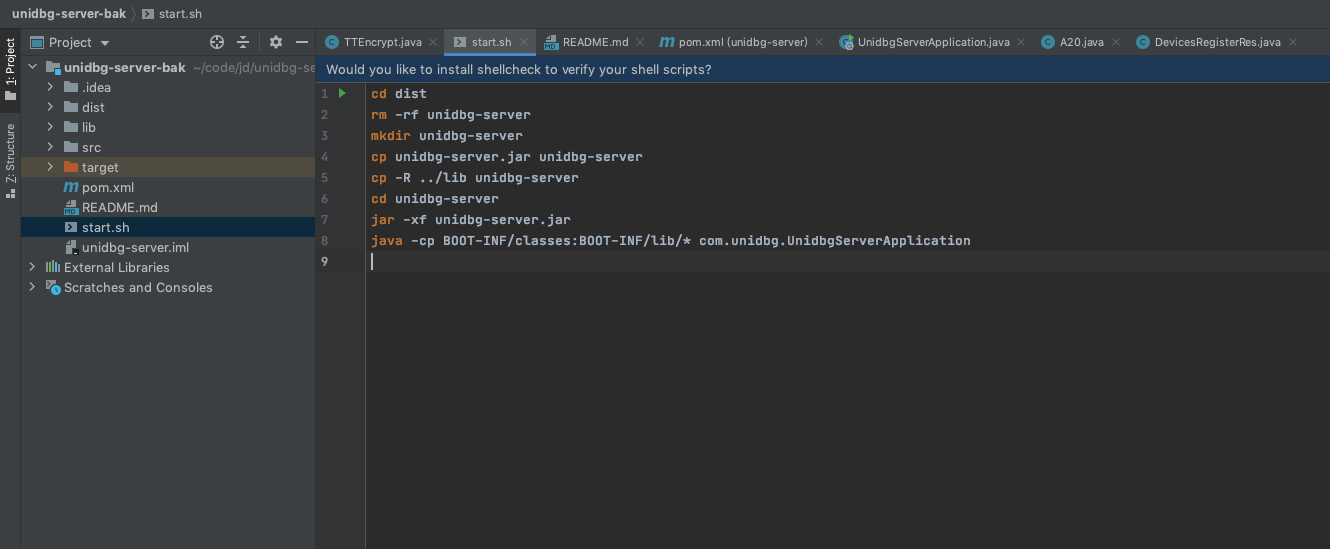 unidbg-server-bak start.sh
Project
TTEncrypt.java start.sh README.md pom.xml (unidbg-server) UnidbgServerApplication.java A20.java DevicesRegisterRes.java
1: Project
Z: Structure
unidbg-server-bak ~/code/jd/unidbg-se
.idea
dist
lib
src
target
pom.xml
README.md
start.sh
unidbg-server.iml
External Libraries
Scratches and Consoles
Would you like to install shellcheck to verify your shell scripts?
1 cd dist
2 rm -rf unidbg-server
3 mkdir unidbg-server
4 cp unidbg-server.jar unidbg-server
5 cp -R ../lib unidbg-server
6 cd unidbg-server
7 jar -xf unidbg-server.jar
8 java -cp BOOT-INF/classes:BOOT-INF/lib/* com.unidbg.UnidbgServerApplication
9